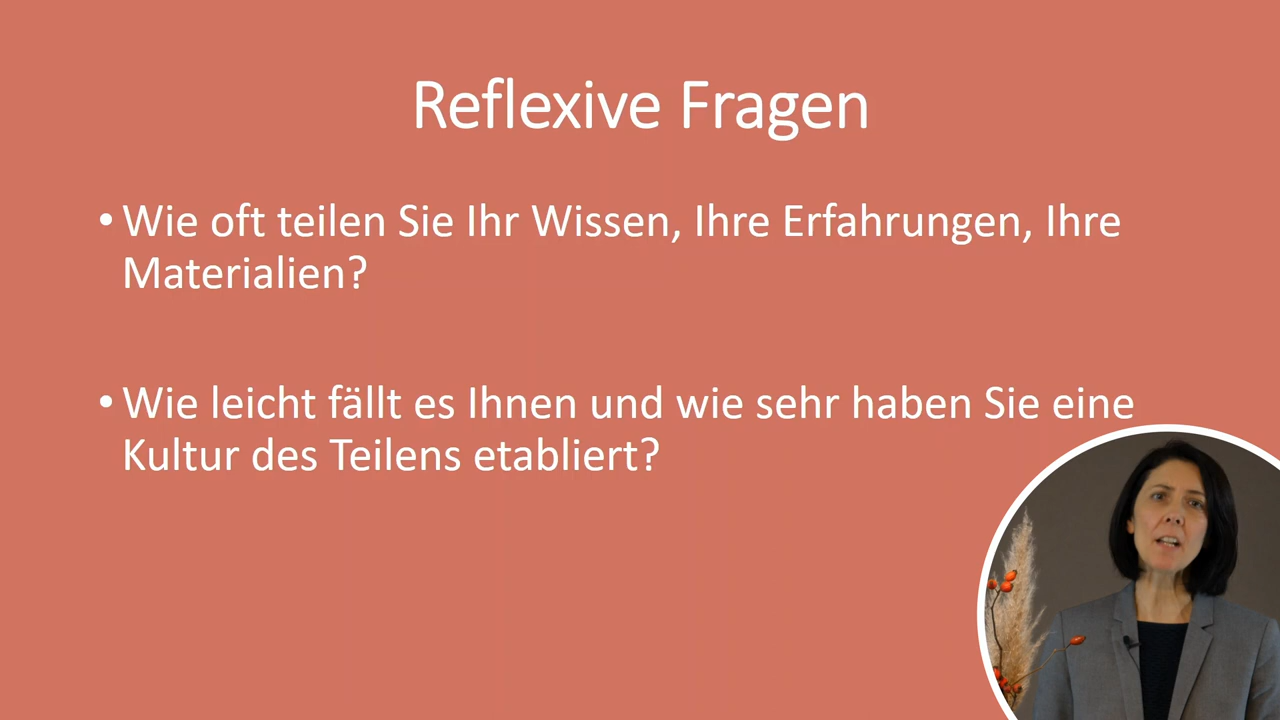 Reflexive Fragen
• Wie oft teilen Sie Ihr Wissen, Ihre Erfahrungen, Ihre
Materialien?
• Wie leicht fällt es Ihnen und wie sehr haben Sie eine
Kultur des Teilens etabliert?